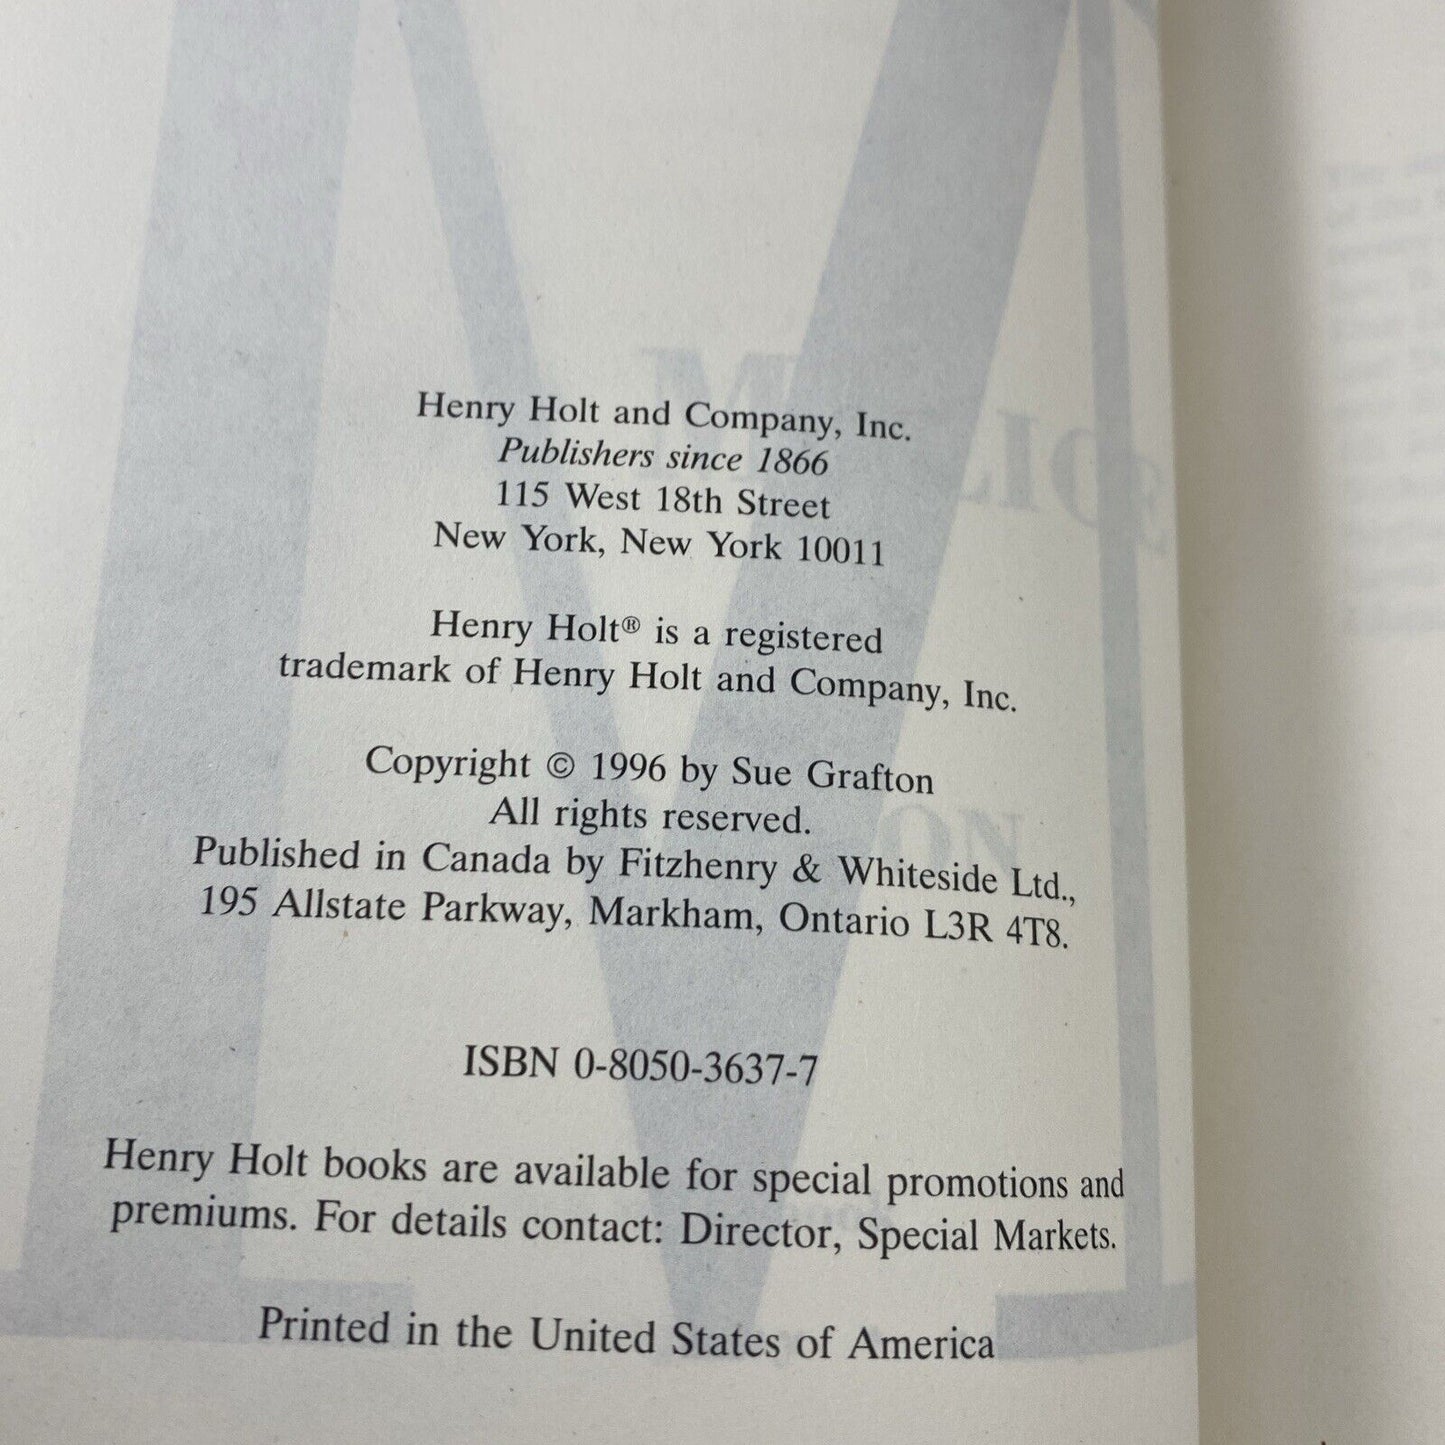 Henry Holt and Company, Inc.
Publishers since 1866
115 West 18th Street
New York, New York 10011
Henry Holt® is a registered
trademark of Henry Holt and Company, Inc.
Copyright © 1996 by Sue Grafton
All rights reserved.
Published in Canada by Fitzhenry & Whiteside Ltd.,
195 Allstate Parkway, Markham, Ontario L3R 4T8.
ISBN 0-8050-3637-7
Henry Holt books are available for special promotions and
premiums. For details contact: Director, Special Markets.
Printed in the United States of America